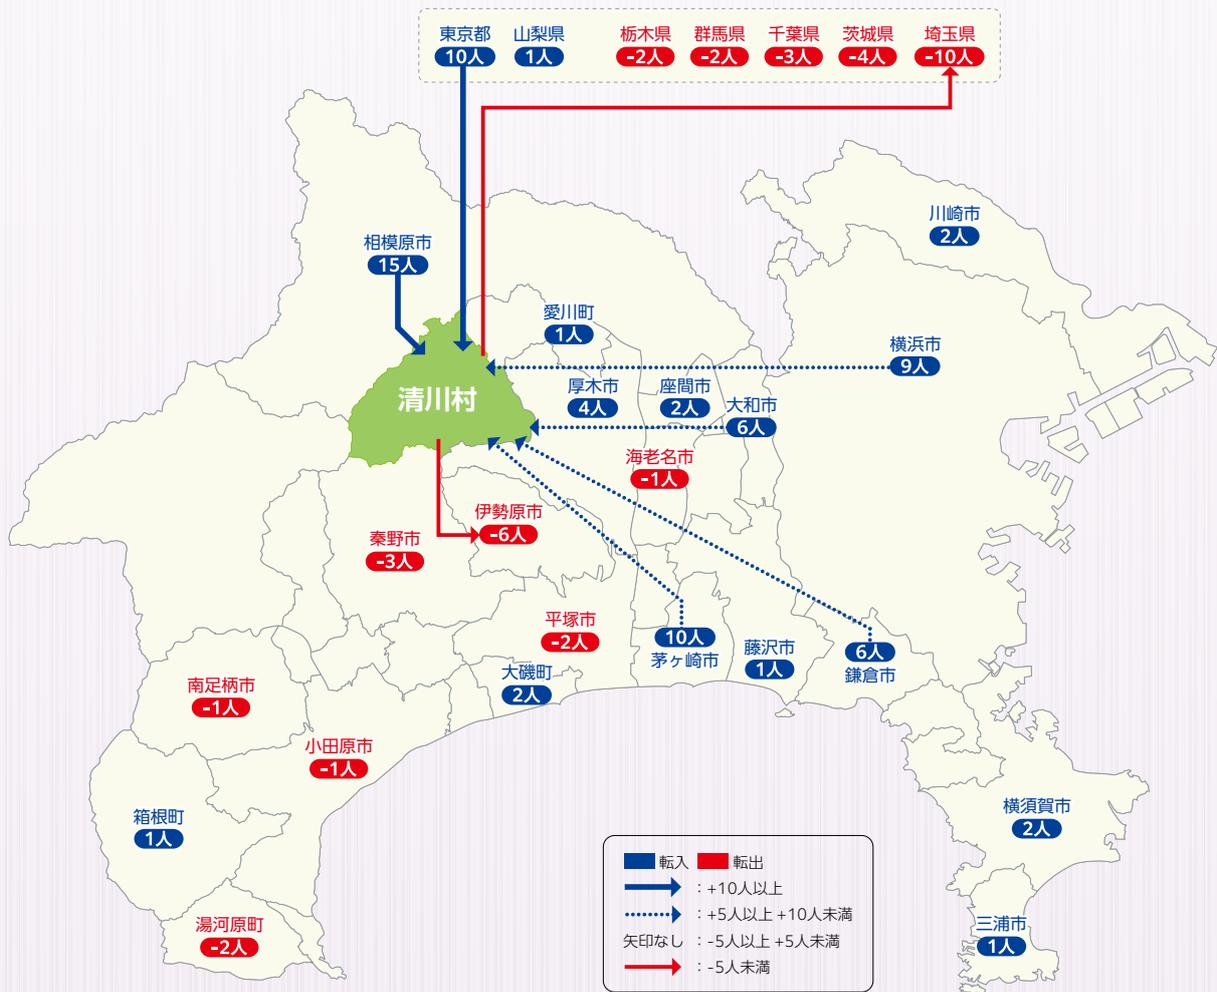 東京都
10人
山梨県
1人
栃木県
-2人
群馬県
-2人
千葉県
-3人
茨城県
-4人
埼玉県
-10人
川崎市
2人
相模原市
15人
愛川町
1人
横浜市
9人
清川村
厚木市
4人
座間市
2人
大和市
6人
海老名市
-1人
伊勢原市
-6人
秦野市
-3人
平塚市
-2人
10人
茅ヶ崎市
藤沢市
1人
6人
鎌倉市
大磯町
2人
南足柄市
-1人
小田原市
-1人
箱根町
1人
横須賀市
2人
湯河原町
-2人
三浦市
1人
転入 転出
：+10人以上
：+5人以上 +10人未満
矢印なし ：-5人以上 +5人未満
：-5人未満